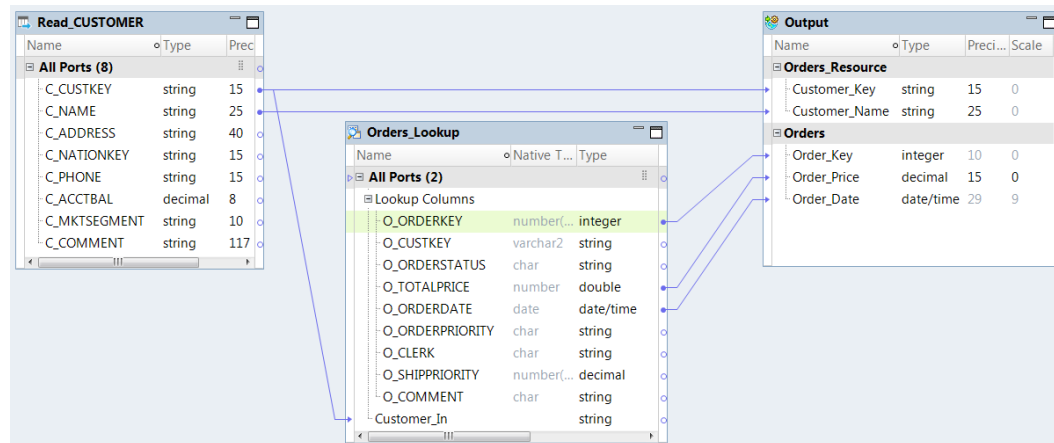 Read_CUSTOMER
Name Type Prec
All Ports (8)
C_CUSTKEY string 15
C_NAME string 25
C_ADDRESS string 40
C_NATIONKEY string 15
C_PHONE string 15
C_ACCTBAL decimal 8
C_MKTSEGMENT string 10
C_COMMENT string 117
Orders_Lookup
Name Native T... Type
All Ports (2)
Lookup Columns
O_ORDERKEY number(... integer
O_CUSTKEY varchar2 string
O_ORDERSTATUS char string
O_TOTALPRICE number double
O_ORDERDATE date date/time
O_ORDERPRIORITY char string
O_CLERK char string
O_SHIPPRIORITY number(... decimal
O_COMMENT char string
Customer_In string
Output
Name Type Preci... Scale
Orders_Resource
Customer_Key string 15 0
Customer_Name string 25 0
Orders
Order_Key integer 10 0
Order_Price decimal 15 0
Order_Date date/time 29 9